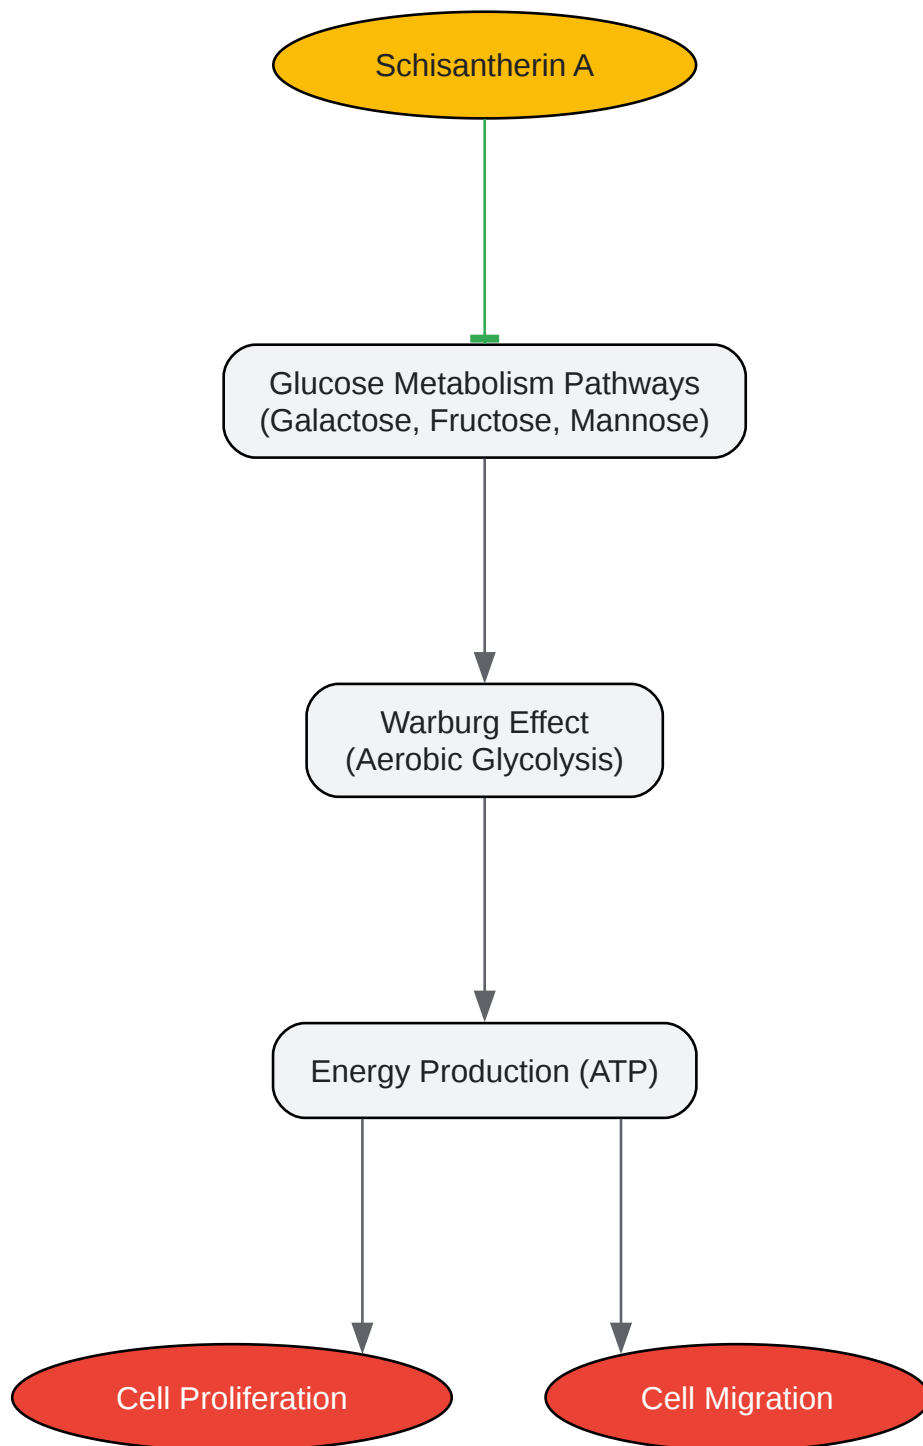 Schisantherin A
Glucose Metabolism Pathways
(Galactose, Fructose, Mannose)
Warburg Effect
(Aerobic Glycolysis)
Energy Production (ATP)
Cell Proliferation
Cell Migration